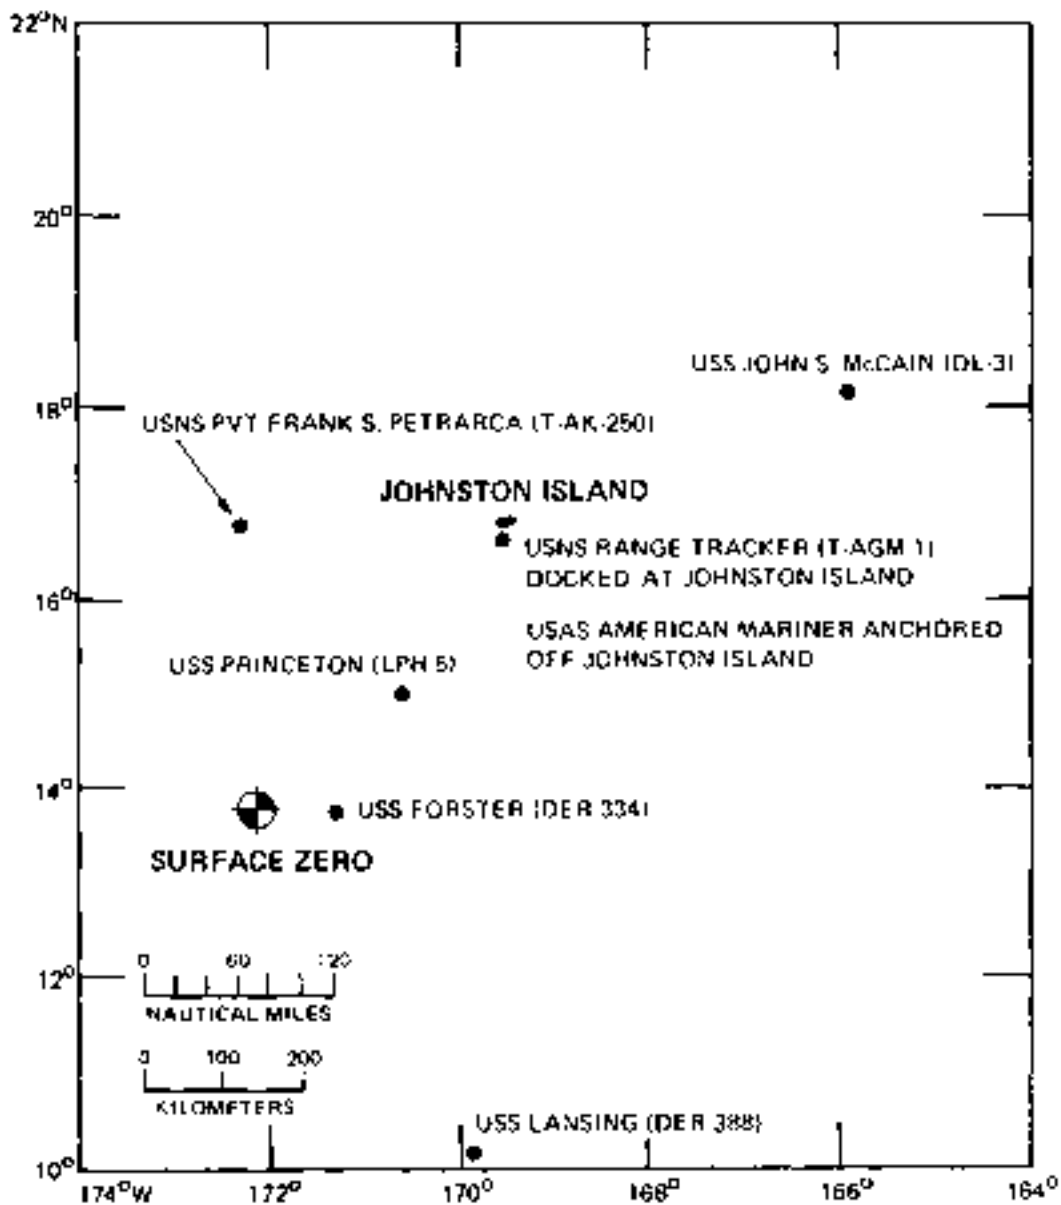 22°N
20°
USS JOHN S. McCAIN (DL-3)
18°
USNS PVT FRANK S. PETRARCA (T-AK-250)
JOHNSTON ISLAND
USNS RANGE TRACKER (T-AGM 1)
DOCKED AT JOHNSTON ISLAND
16°
USAS AMERICAN MARINER ANCHORED
OFF JOHNSTON ISLAND
USS PRINCETON (LPH 5)
14°
USS FORSTER (DER 334)
SURFACE ZERO
0 60 120
12°
NAUTICAL MILES
0 100 200
KILOMETERS
USS LANSING (DER 388)
10°
174°W 172° 170° 168° 166° 164°